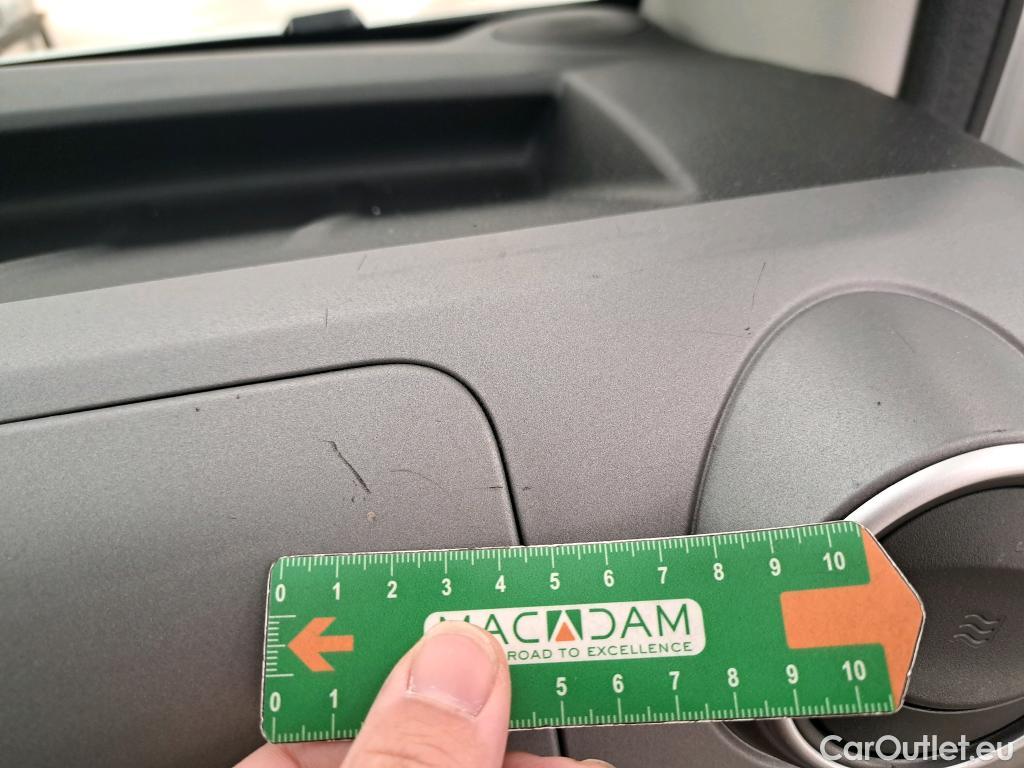 0 1 2 3 4 5 6 7 8 9 10
MACADAM
ROAD TO EXCELLENCE
0 1 5 6 7 8 9 10
CarOutlet.eu